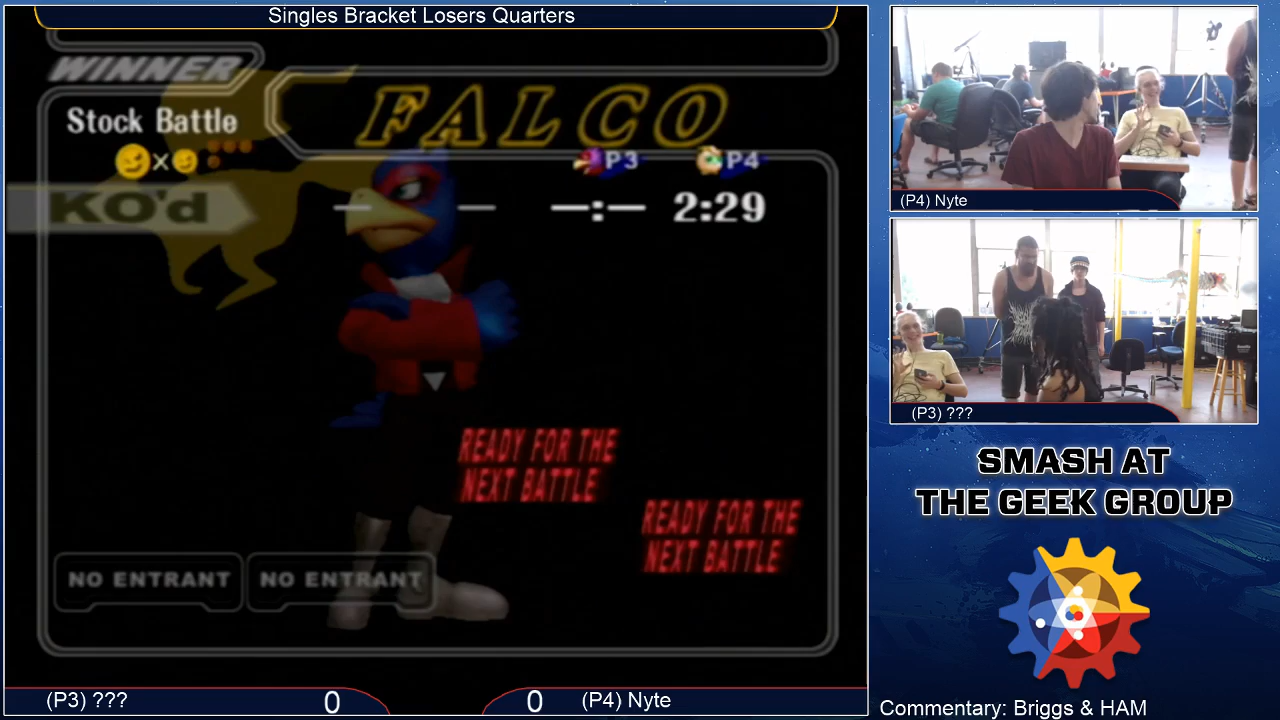 Singles Bracket Losers Quarters
WINNER
FALCO
Stock Battle
×
P3 P4
KO'd
– – –:– 2:29
READY FOR THE
NEXT BATTLE
READY FOR THE
NEXT BATTLE
NO ENTRANT NO ENTRANT
(P3) ??? 0 0 (P4) Nyte
(P4) Nyte
(P3) ???
SMASH AT
THE GEEK GROUP
Commentary: Briggs & HAM